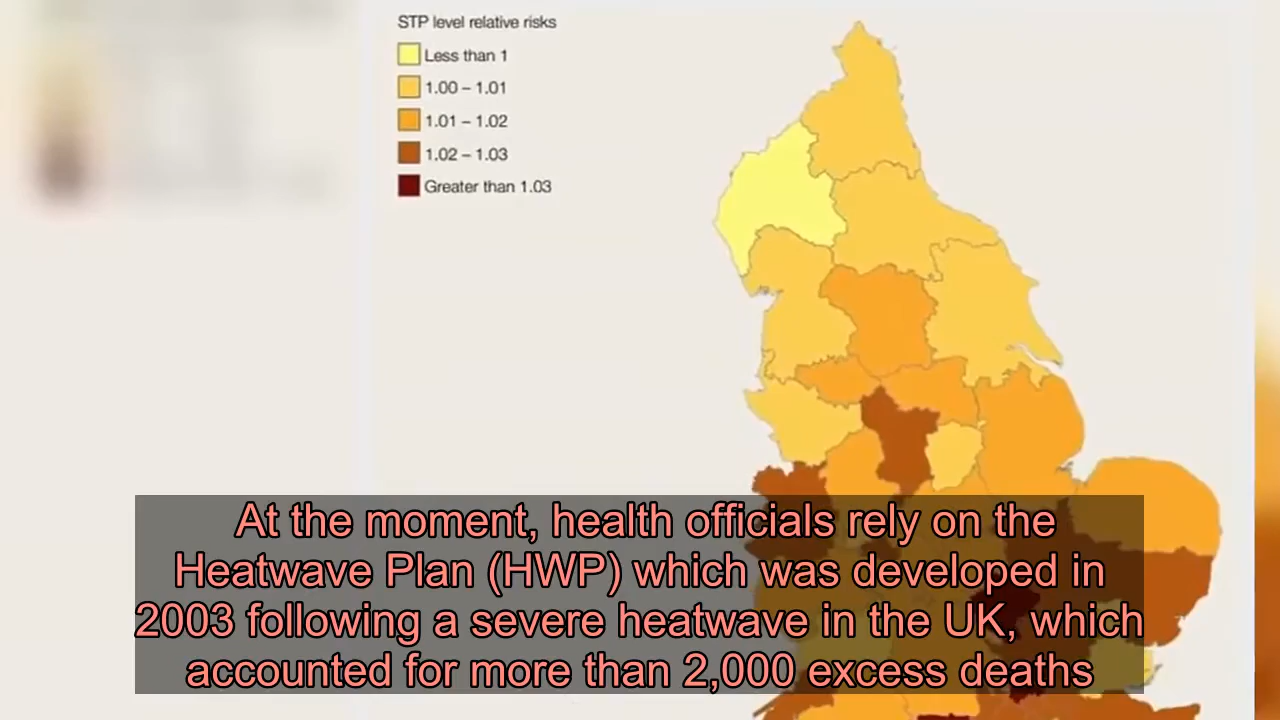 STP level relative risks
Less than 1
1.00 – 1.01
1.01 – 1.02
1.02 – 1.03
Greater than 1.03
At the moment, health officials rely on the
Heatwave Plan (HWP) which was developed in
2003 following a severe heatwave in the UK, which
accounted for more than 2,000 excess deaths